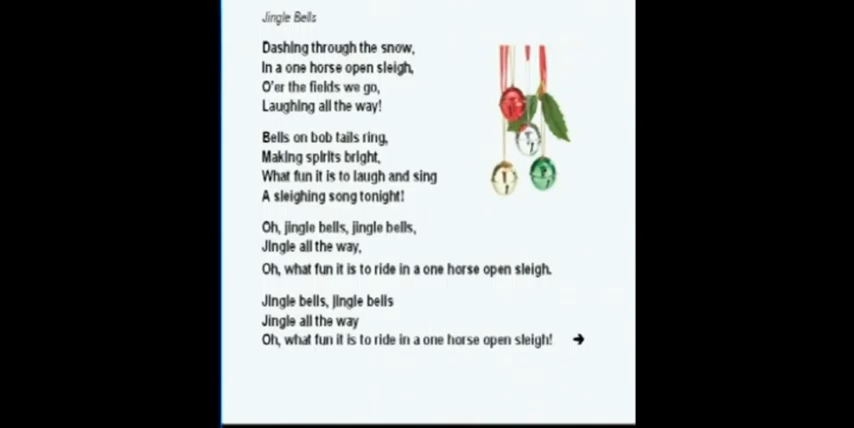 Jingle Bells
Dashing through the snow,
In a one horse open sleigh,
O'er the fields we go,
Laughing all the way!
Bells on bob tails ring,
Making spirits bright,
What fun it is to laugh and sing
A sleighing song tonight!
Oh, jingle bells, jingle bells,
Jingle all the way,
Oh, what fun it is to ride in a one horse open sleigh.
Jingle bells, jingle bells
Jingle all the way
Oh, what fun it is to ride in a one horse open sleigh! ➔